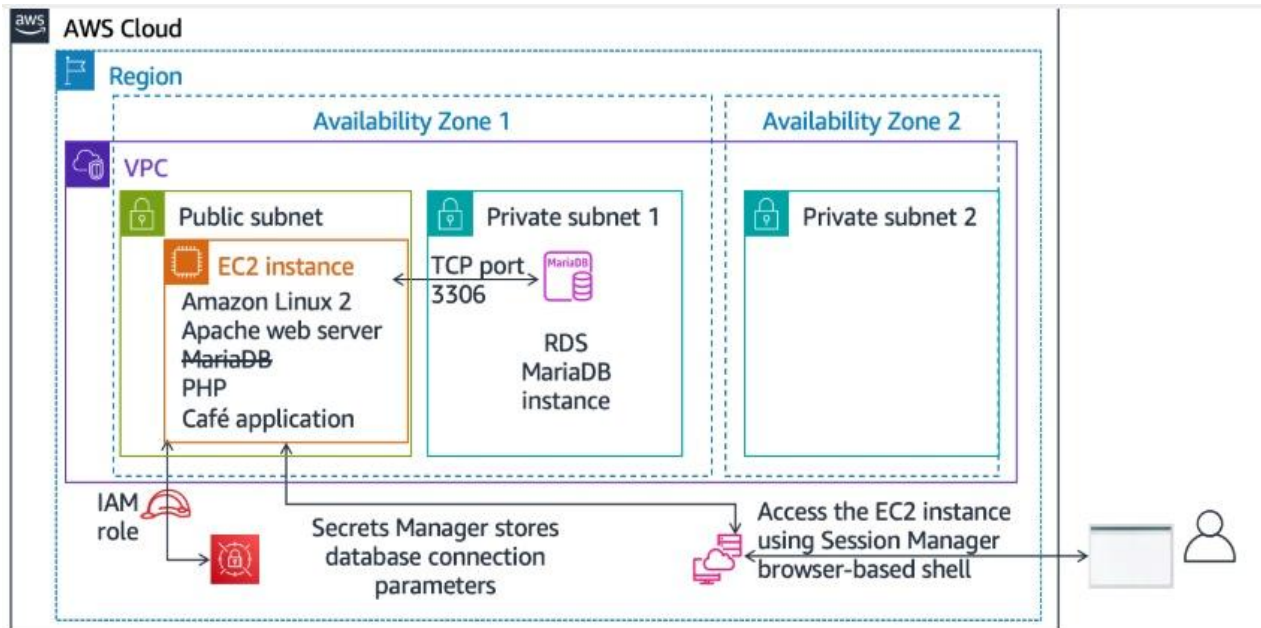 aws
AWS Cloud
Region
Availability Zone 1
Availability Zone 2
VPC
Public subnet
Private subnet 1
Private subnet 2
EC2 instance
Amazon Linux 2
Apache web server
MariaDB
PHP
Café application
TCP port
3306
MariaDB
RDS
MariaDB
instance
IAM
role
Secrets Manager stores
database connection
parameters
Access the EC2 instance
using Session Manager
browser-based shell